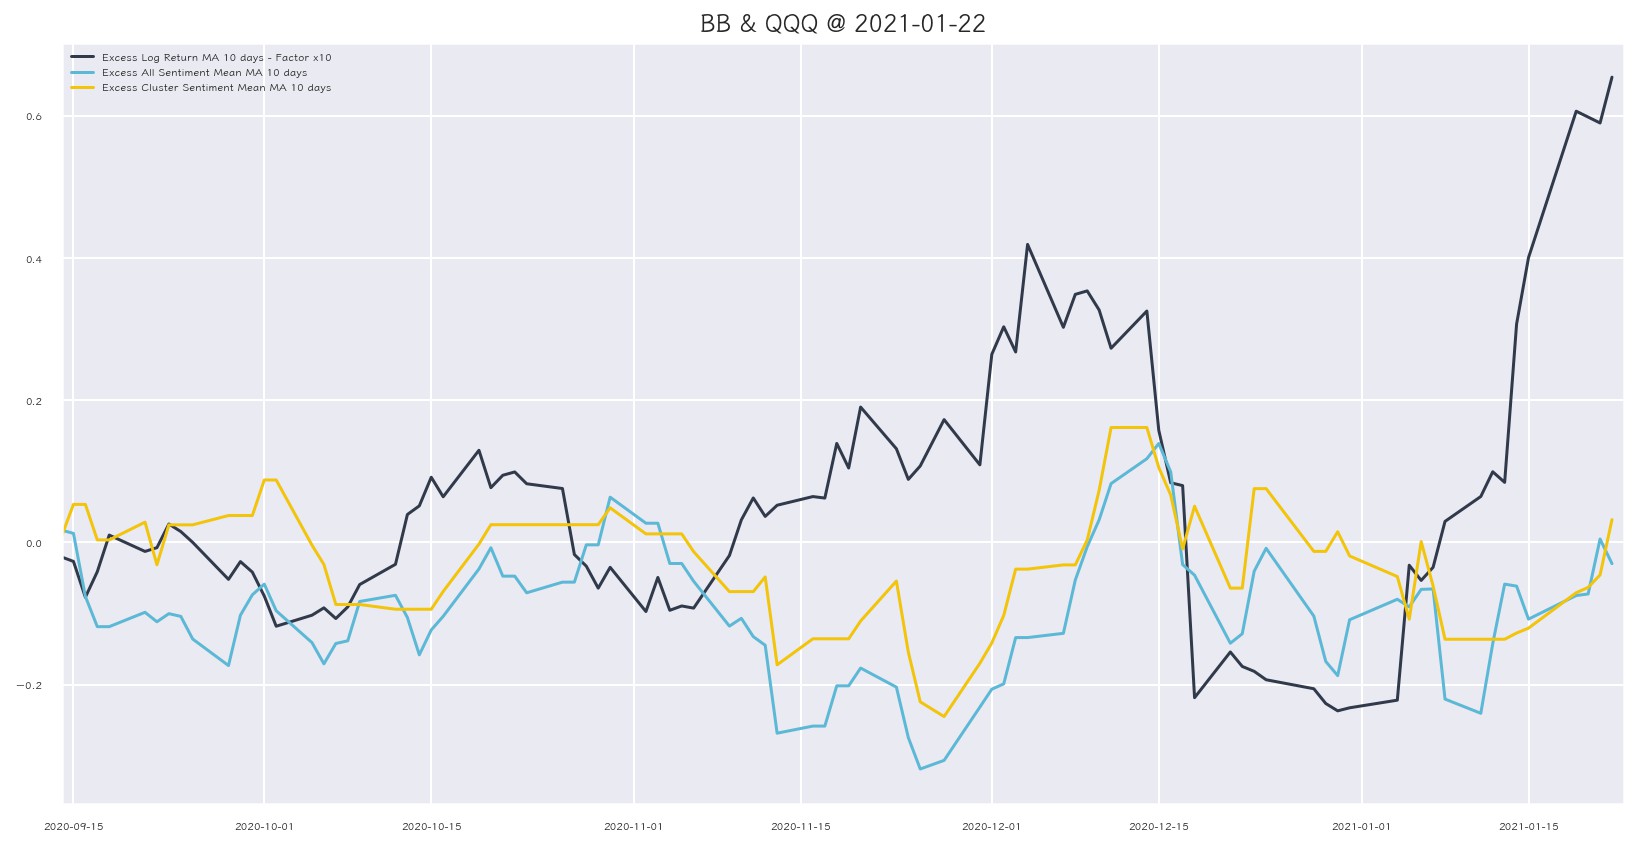 BB & QQQ @ 2021-01-22
Excess Log Return MA 10 days - Factor x10
Excess All Sentiment Mean MA 10 days
Excess Cluster Sentiment Mean MA 10 days
0.6
0.4
0.2
0.0
−0.2
2020-09-15 2020-10-01 2020-10-15 2020-11-01 2020-11-15 2020-12-01 2020-12-15 2021-01-01 2021-01-15